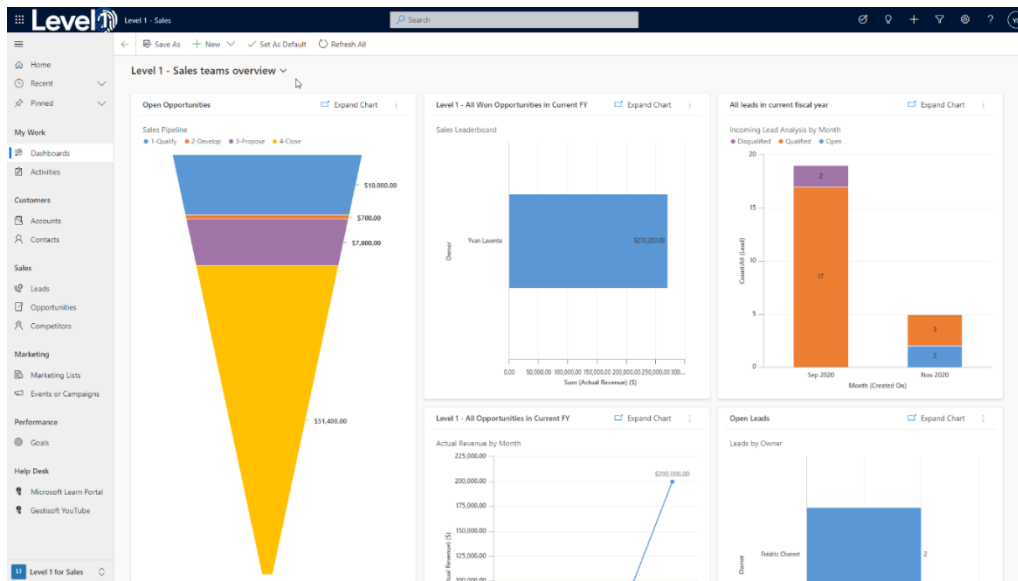 Level1
Level 1 - Sales
Search
Save As
New
Set As Default
Refresh All
Home
Recent
Pinned
My Work
Dashboards
Activities
Customers
Accounts
Contacts
Sales
Leads
Opportunities
Competitors
Marketing
Marketing Lists
Events or Campaigns
Performance
Goals
Help Desk
Microsoft Learn Portal
Gestisoft YouTube
L1 Level 1 for Sales
Level 1 - Sales teams overview
Open Opportunities
Expand Chart
Sales Pipeline
1-Qualify 2-Develop 3-Propose 4-Close
$10,000.00
$700.00
$7,800.00
$51,400.00
Level 1 - All Won Opportunities in Current FY
Expand Chart
Sales Leaderboard
Owner
Yvan Lavente
$270,200.00
0.00 50,000.00 100,000.00 150,000.00 200,000.00 250,000.00 300...
Sum (Actual Revenue) ($)
All leads in current fiscal year
Expand Chart
Incoming Lead Analysis by Month
Disqualified Qualified Open
20
15
10
5
0
Count:All (Lead)
2
17
3
2
Sep 2020
Nov 2020
Month (Created On)
Level 1 - All Opportunities in Current FY
Expand Chart
Actual Revenue by Month
225,000.00
200,000.00
175,000.00
150,000.00
125,000.00
100,000.00
$200,000.00
Open Leads
Expand Chart
Leads by Owner
Owner
Frédric Charest
2